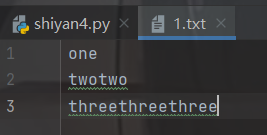 shiyan4.py 1.txt
1 one
2 twotwo
3 threethreethree